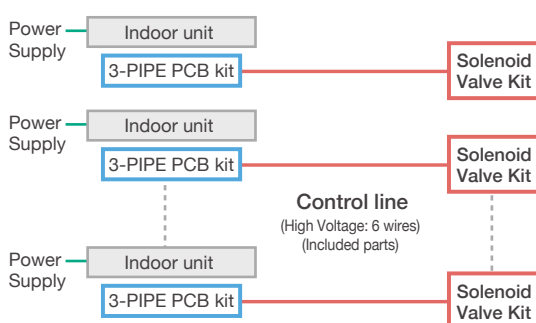 Power
Supply
Indoor unit
3-PIPE PCB kit
Solenoid
Valve Kit
Power
Supply
Indoor unit
3-PIPE PCB kit
Solenoid
Valve Kit
Control line
(High Voltage: 6 wires)
(Included parts)
Power
Supply
Indoor unit
3-PIPE PCB kit
Solenoid
Valve Kit